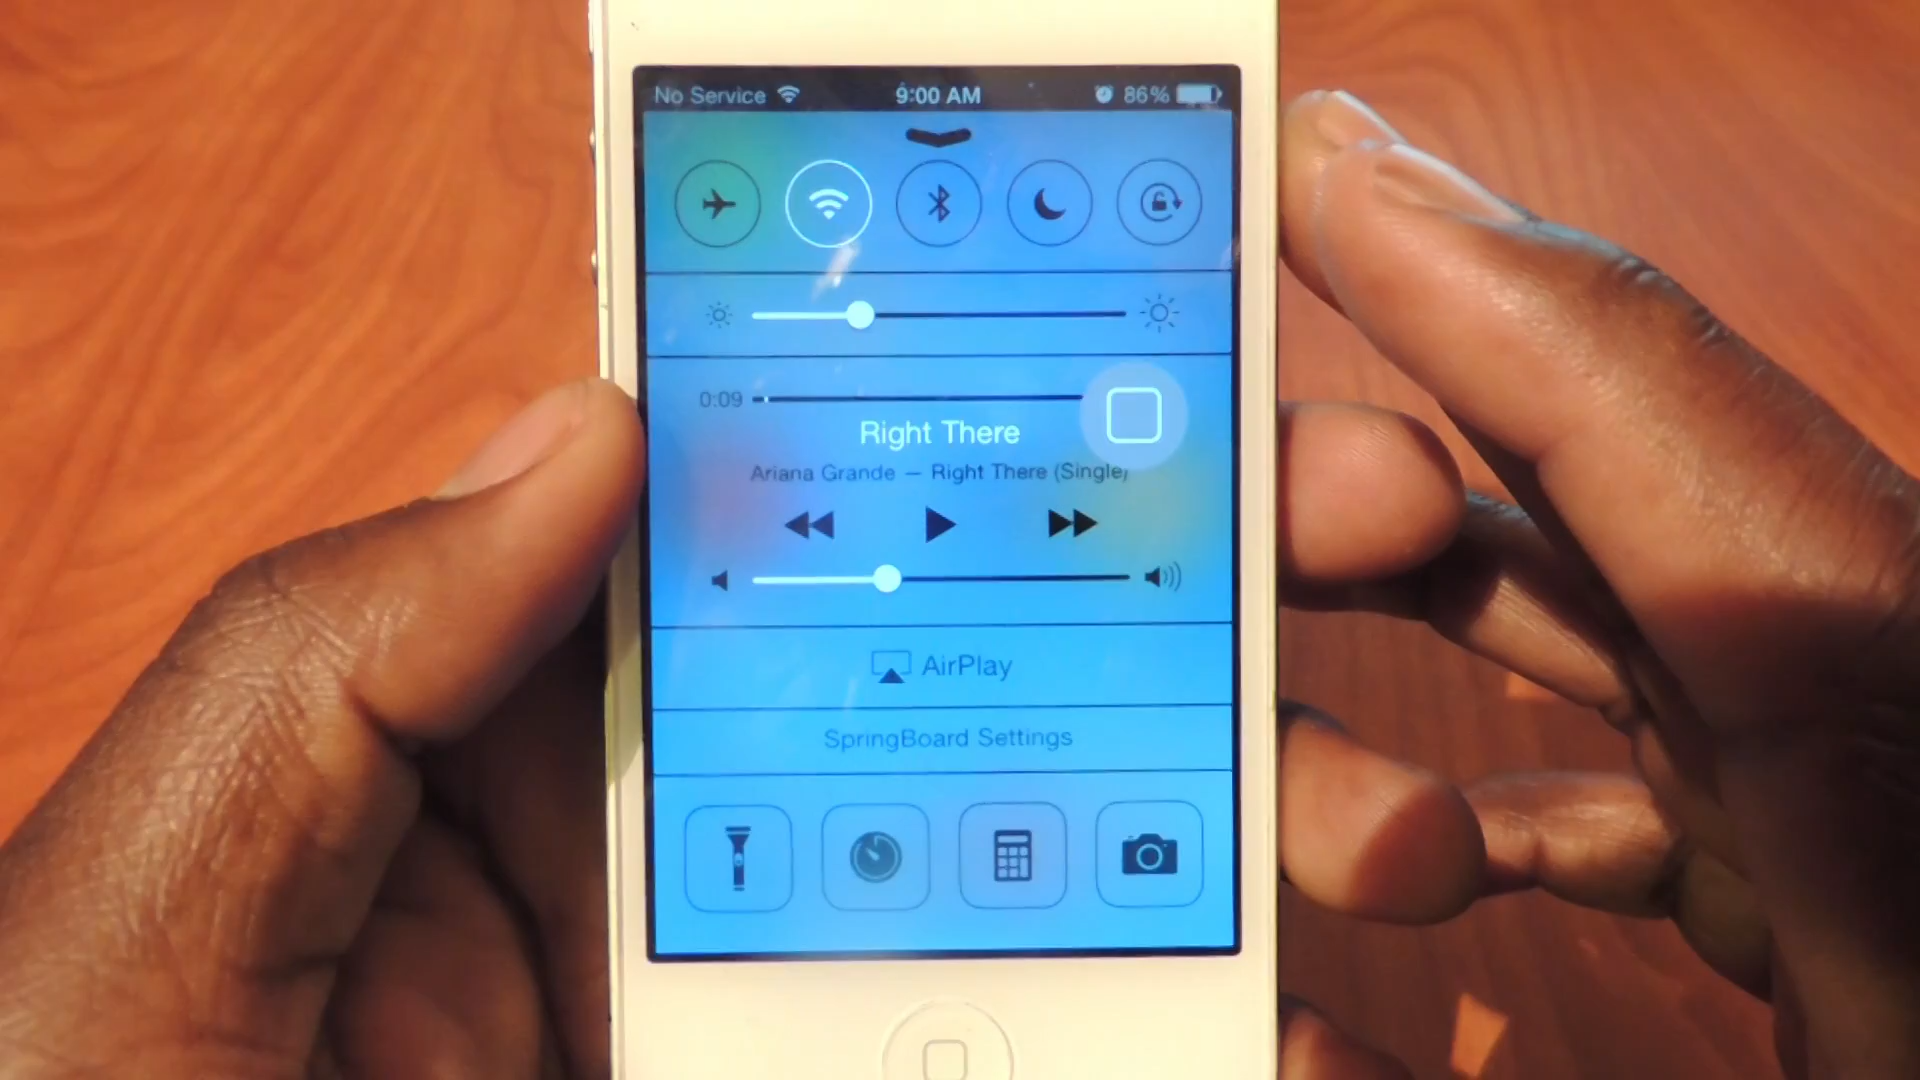 No Service 9:00 AM 86%
0:09
Right There
Ariana Grande — Right There (Single)
AirPlay
SpringBoard Settings